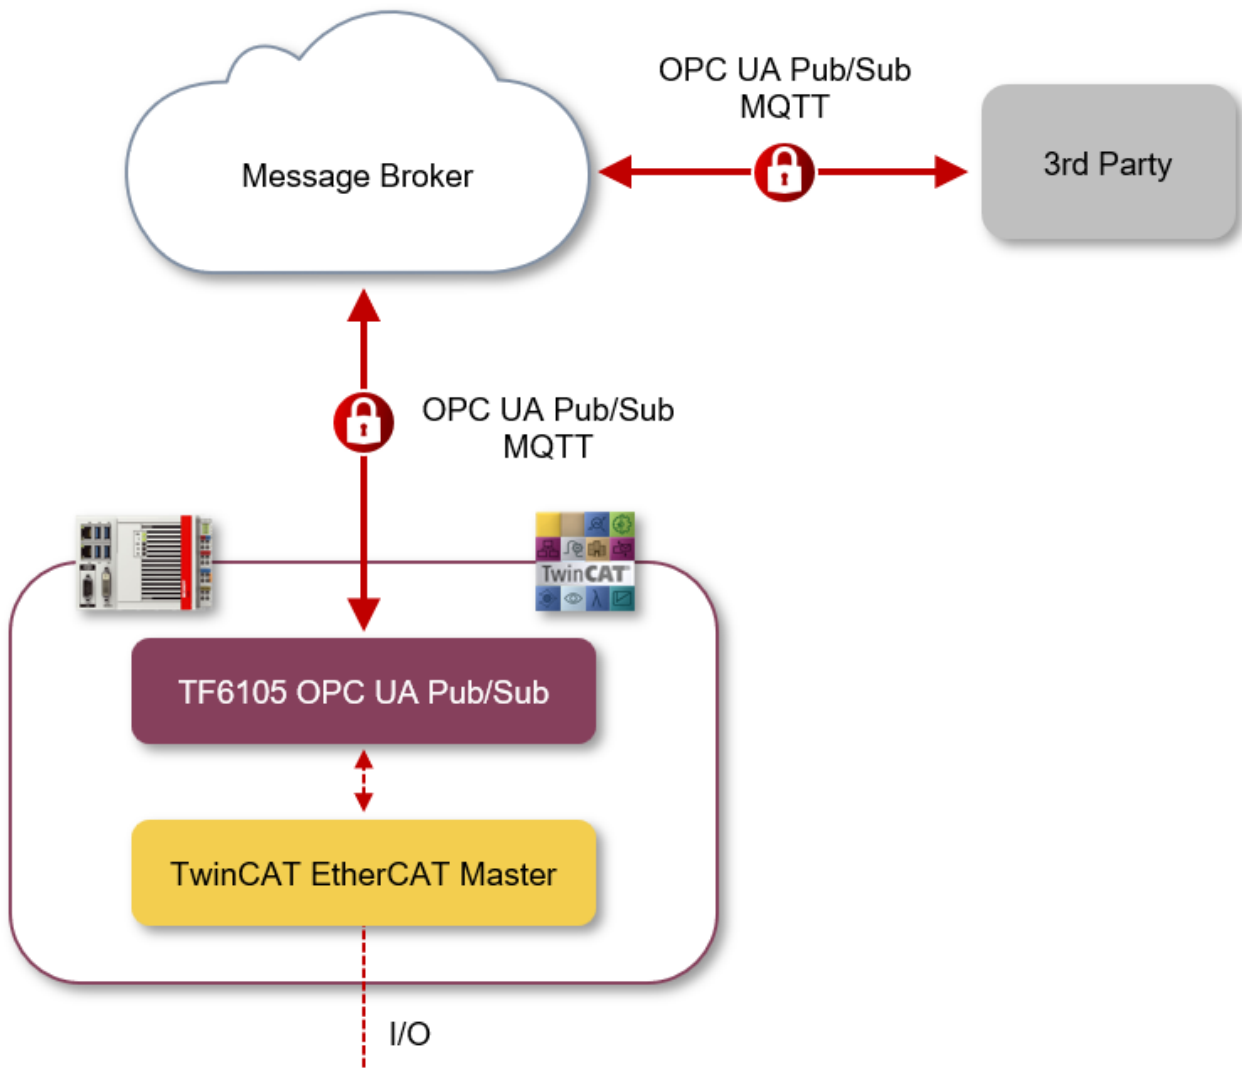 OPC UA Pub/Sub
MQTT
Message Broker
3rd Party
OPC UA Pub/Sub
MQTT
TwinCAT
TF6105 OPC UA Pub/Sub
TwinCAT EtherCAT Master
I/O